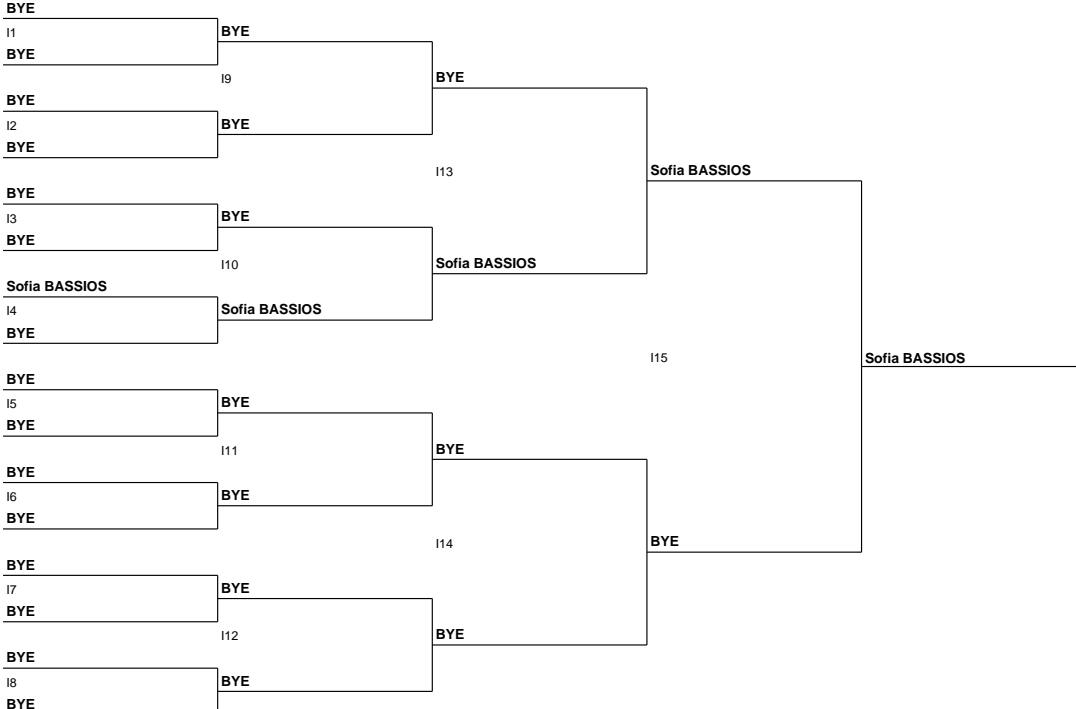 BYE
I1
BYE
BYE
I9
BYE
BYE
I2
BYE
BYE
I13
Sofia BASSIOS
BYE
I3
BYE
BYE
I10
Sofia BASSIOS
Sofia BASSIOS
I4
Sofia BASSIOS
BYE
I15
Sofia BASSIOS
BYE
I5
BYE
BYE
I11
BYE
BYE
I6
BYE
BYE
I14
BYE
BYE
I7
BYE
BYE
I12
BYE
BYE
I8
BYE
BYE